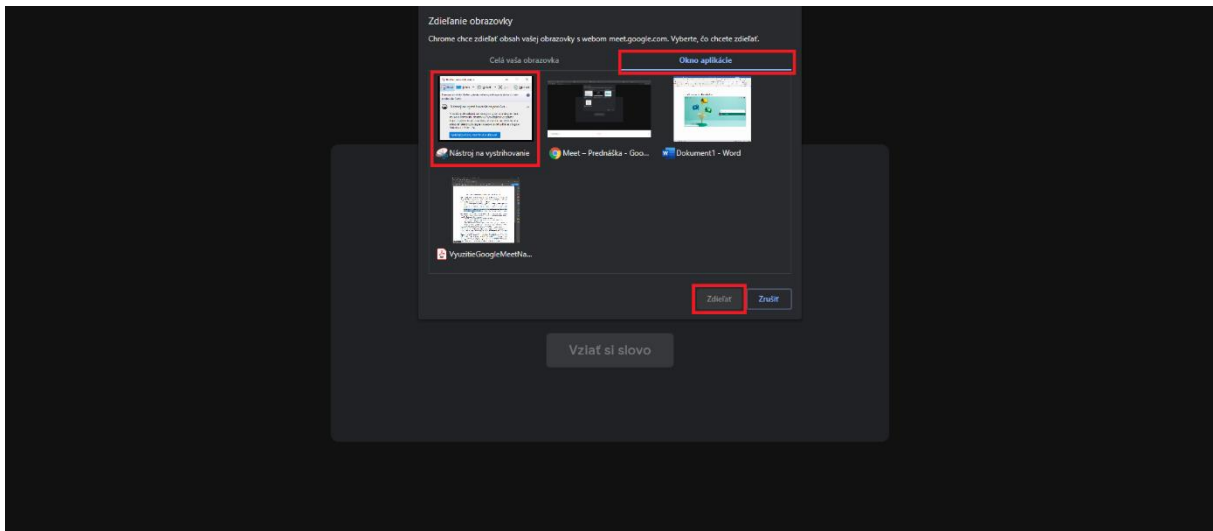 Zdieľanie obrazovky
Chrome chce zdieľať obsah vašej obrazovky s webom meet.google.com. Vyberte, čo chcete zdieľať.
Celá vaša obrazovka
Okno aplikácie
Nástroj na vystrihovanie
Meet – Prednáška - Goo...
Dokument1 - Word
VyuzitieGoogleMeetNa...
Zdieľať
Zrušiť
Vziať si slovo